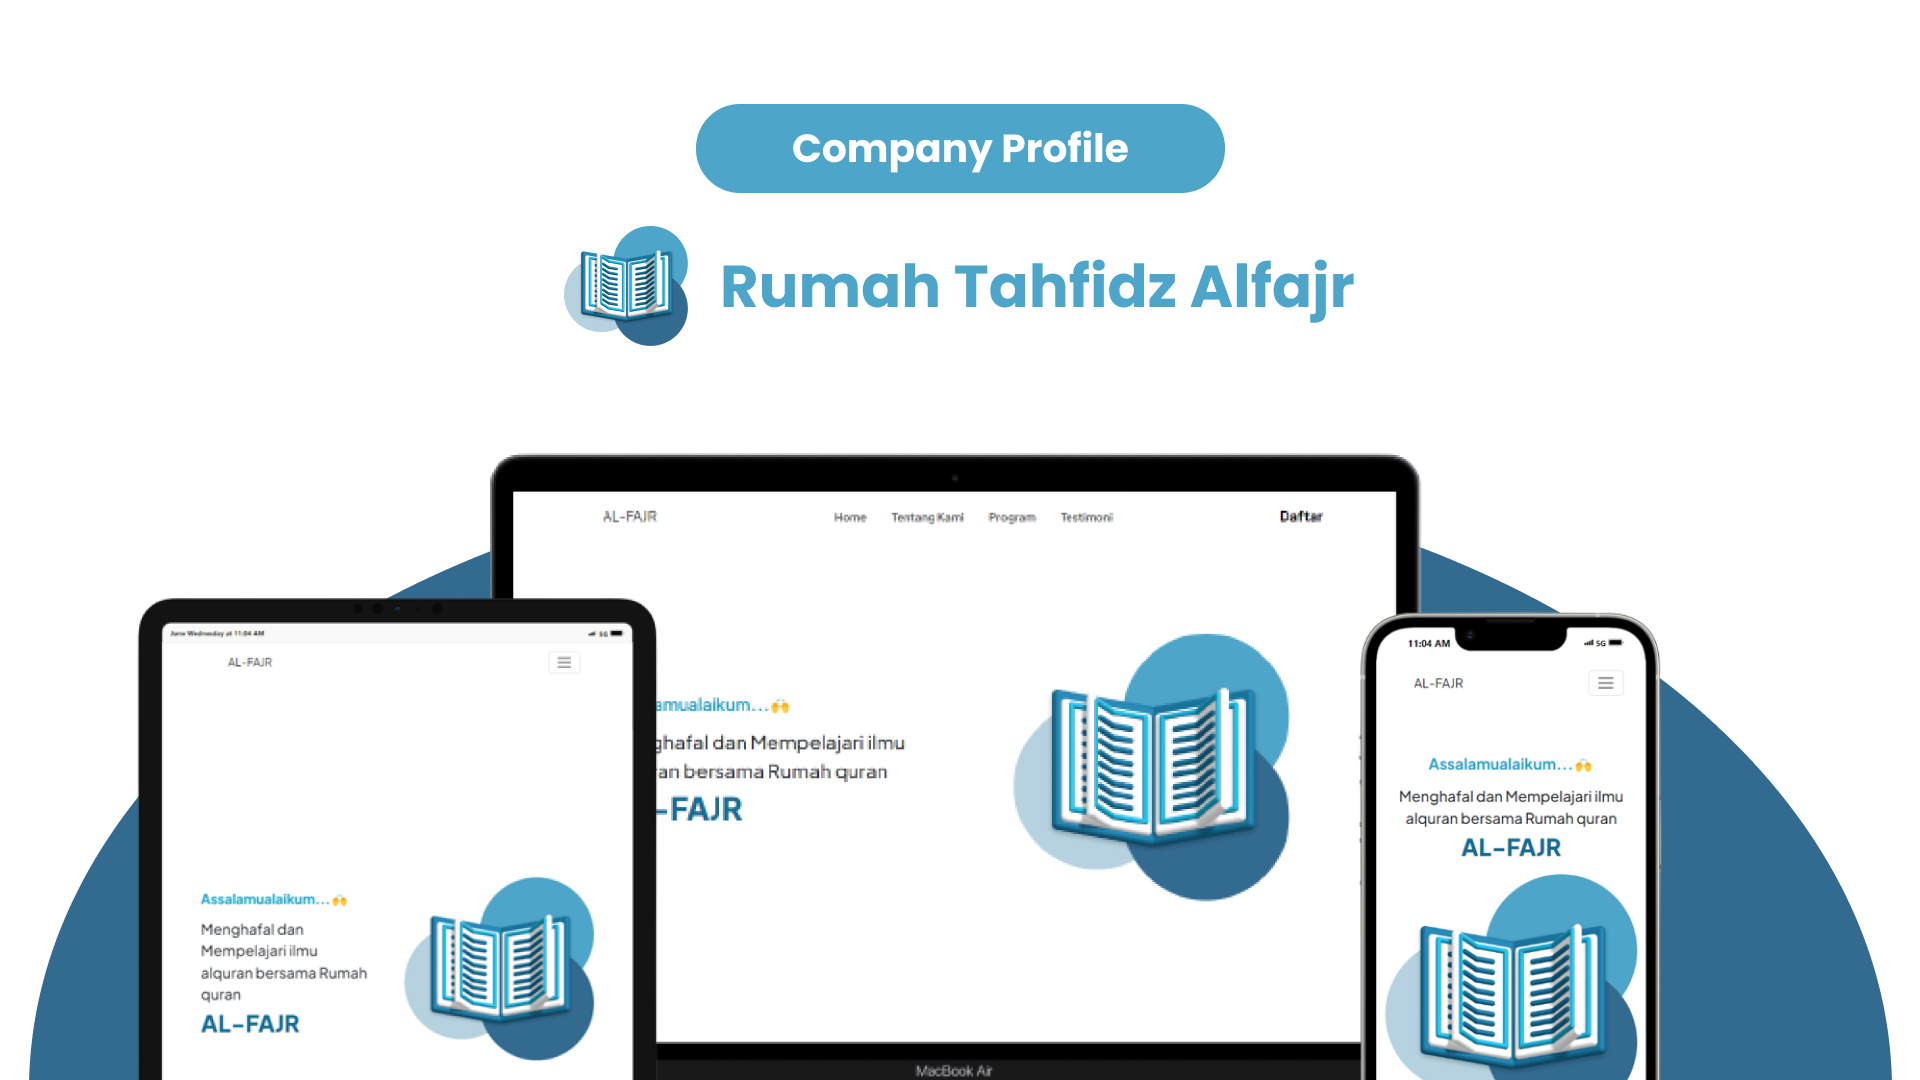 Company Profile
Rumah Tahfidz Alfajr
AL-FAJR
Home
Tentang Kami
Program
Testimoni
Daftar
amualaikum...🙌
ghafal dan Mempelajari ilmu
ran bersama Rumah quran
-FAJR
MacBook Air
June Wednesday at 11:04 AM
5G
AL-FAJR
Assalamualaikum...🙌
Menghafal dan
Mempelajari ilmu
alquran bersama Rumah
quran
AL-FAJR
11:04 AM
5G
AL-FAJR
Assalamualaikum...🙌
Menghafal dan Mempelajari ilmu
alquran bersama Rumah quran
AL-FAJR